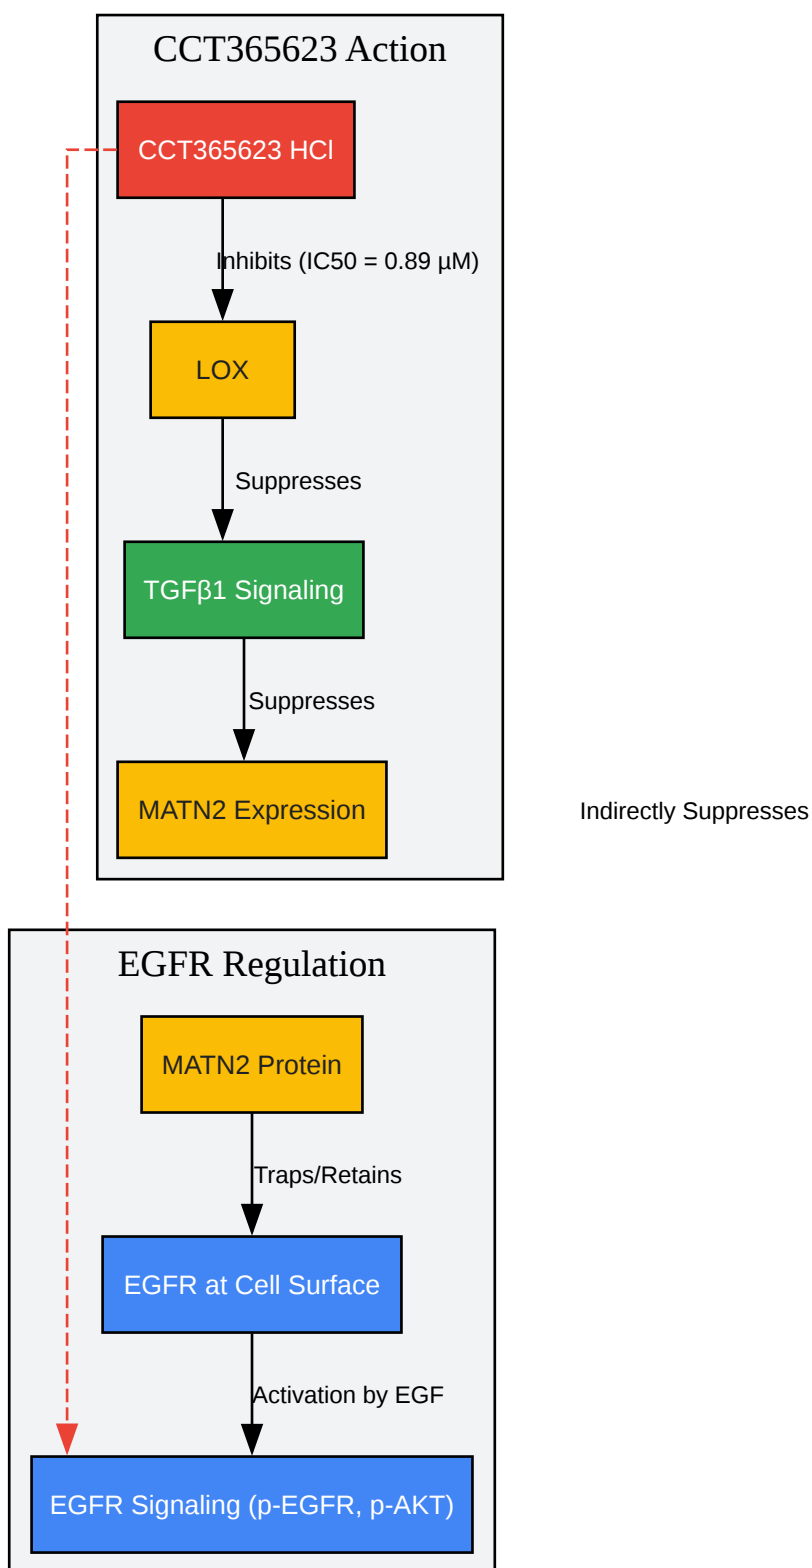 CCT365623 Action
CCT365623 HCl
Inhibits (IC50 = 0.89 µM)
LOX
Suppresses
TGFβ1 Signaling
Suppresses
MATN2 Expression
Indirectly Suppresses
EGFR Regulation
MATN2 Protein
Traps/Retains
EGFR at Cell Surface
Activation by EGF
EGFR Signaling (p-EGFR, p-AKT)